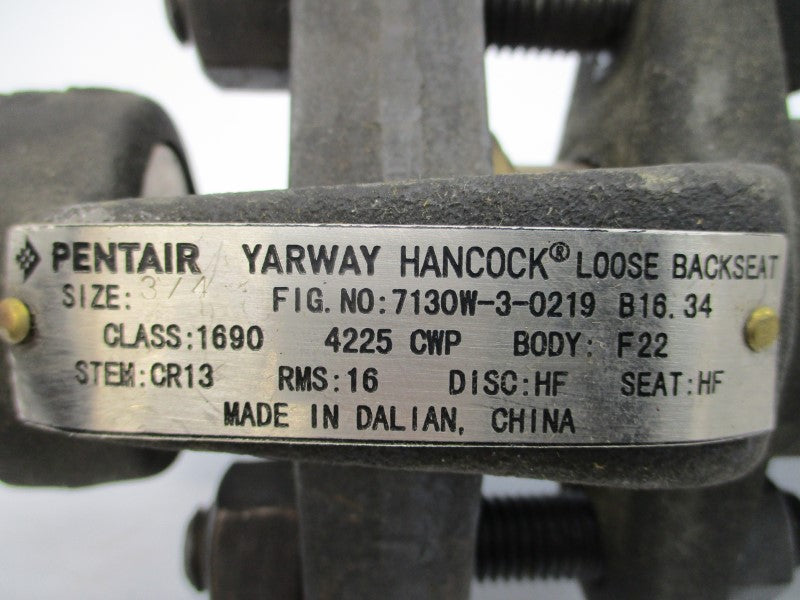 PENTAIR YARWAY HANCOCK® LOOSE BACKSEAT
SIZE: 3/4 FIG. NO:7130W-3-0219 B16.34
CLASS:1690 4225 CWP BODY: F22
STEM:CR13 RMS:16 DISC:HF SEAT:HF
MADE IN DALIAN, CHINA